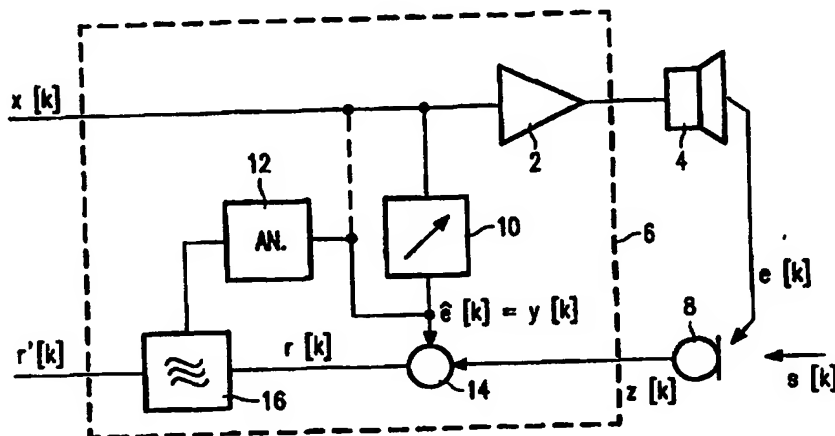 x [k]
2
4
12
AN.
10
6
e [k]
ê [k] = y [k]
8
r'[k]
r [k]
16
14
z [k]
s [k]